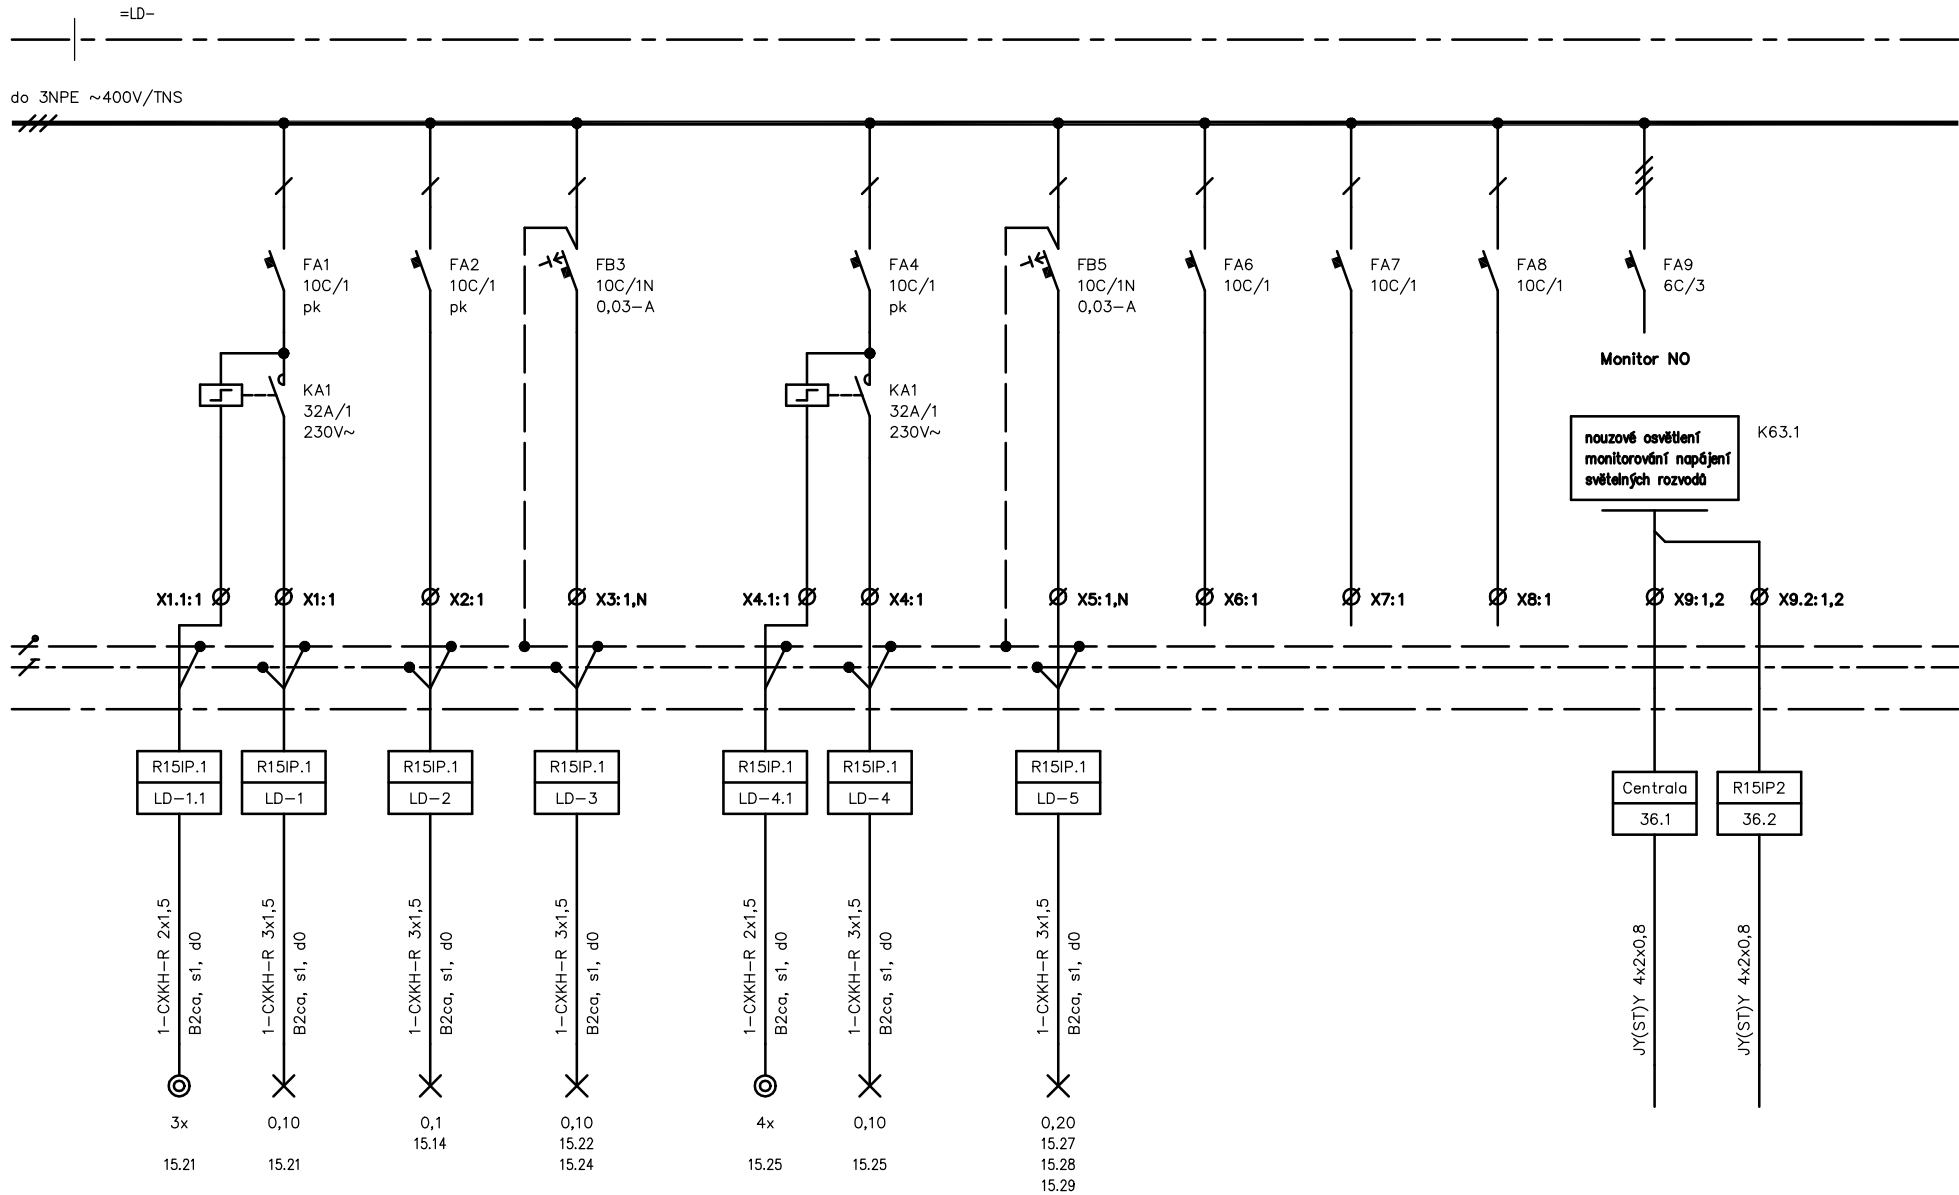 =LD-
do 3NPE ~400V/TNS
FA1
10C/1
pk
FA2
10C/1
pk
FB3
10C/1N
0,03-A
FA4
10C/1
pk
FB5
10C/1N
0,03-A
FA6
10C/1
FA7
10C/1
FA8
10C/1
FA9
6C/3
Monitor NO
KA1
32A/1
230V~
KA1
32A/1
230V~
nouzové osvětlení
monitorování napájení
světelných rozvodů
K63.1
X1.1:1
X1:1
X2:1
X3:1,N
X4.1:1
X4:1
X5:1,N
X6:1
X7:1
X8:1
X9:1,2
X9.2:1,2
R15IP.1
LD-1.1
R15IP.1
LD-1
R15IP.1
LD-2
R15IP.1
LD-3
R15IP.1
LD-4.1
R15IP.1
LD-4
R15IP.1
LD-5
Centrala
36.1
R15IP2
36.2
1-CXKH-R 2x1,5
B2ca, s1, d0
1-CXKH-R 3x1,5
B2ca, s1, d0
1-CXKH-R 3x1,5
B2ca, s1, d0
1-CXKH-R 3x1,5
B2ca, s1, d0
1-CXKH-R 2x1,5
B2ca, s1, d0
1-CXKH-R 3x1,5
B2ca, s1, d0
1-CXKH-R 3x1,5
B2ca, s1, d0
JY(ST)Y 4x2x0,8
JY(ST)Y 4x2x0,8
3x
15.21
0,10
15.21
0,1
15.14
0,10
15.22
15.24
4x
15.25
0,10
15.25
0,20
15.27
15.28
15.29